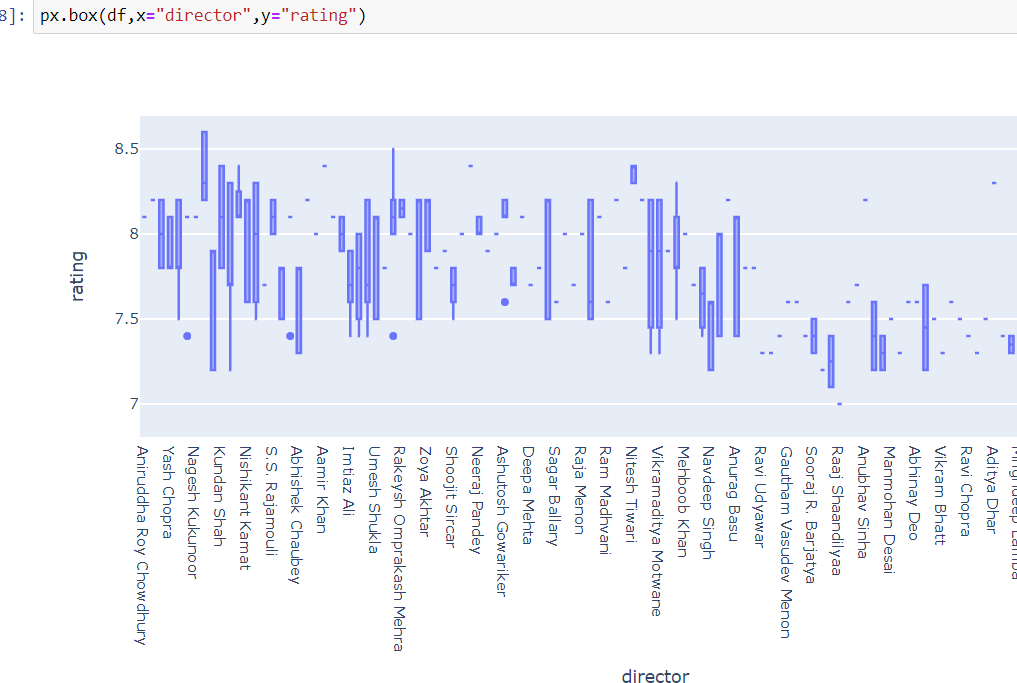 8]: px.box(df,x="director",y="rating")
8.5
8
7.5
7
rating
Aniruddha Roy Chowdhury
Yash Chopra
Nagesh Kukunoor
Kundan Shah
Nishikant Kamat
S.S. Rajamouli
Abhishek Chaubey
Aamir Khan
Imtiaz Ali
Umesh Shukla
Rakeysh Omprakash Mehra
Zoya Akhtar
Shoojit Sircar
Neeraj Pandey
Ashutosh Gowariker
Deepa Mehta
Sagar Ballary
Raja Menon
Ram Madhvani
Nitesh Tiwari
Vikramaditya Motwane
Mehboob Khan
Navdeep Singh
Anurag Basu
Ravi Udyawar
Gautham Vasudev Menon
Sooraj R. Barjatya
Raaj Shaandilyaa
Anubhav Sinha
Manmohan Desai
Abhinay Deo
Vikram Bhatt
Ravi Chopra
Aditya Dhar
director